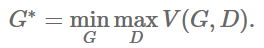 G* = min max V(G, D).
G D